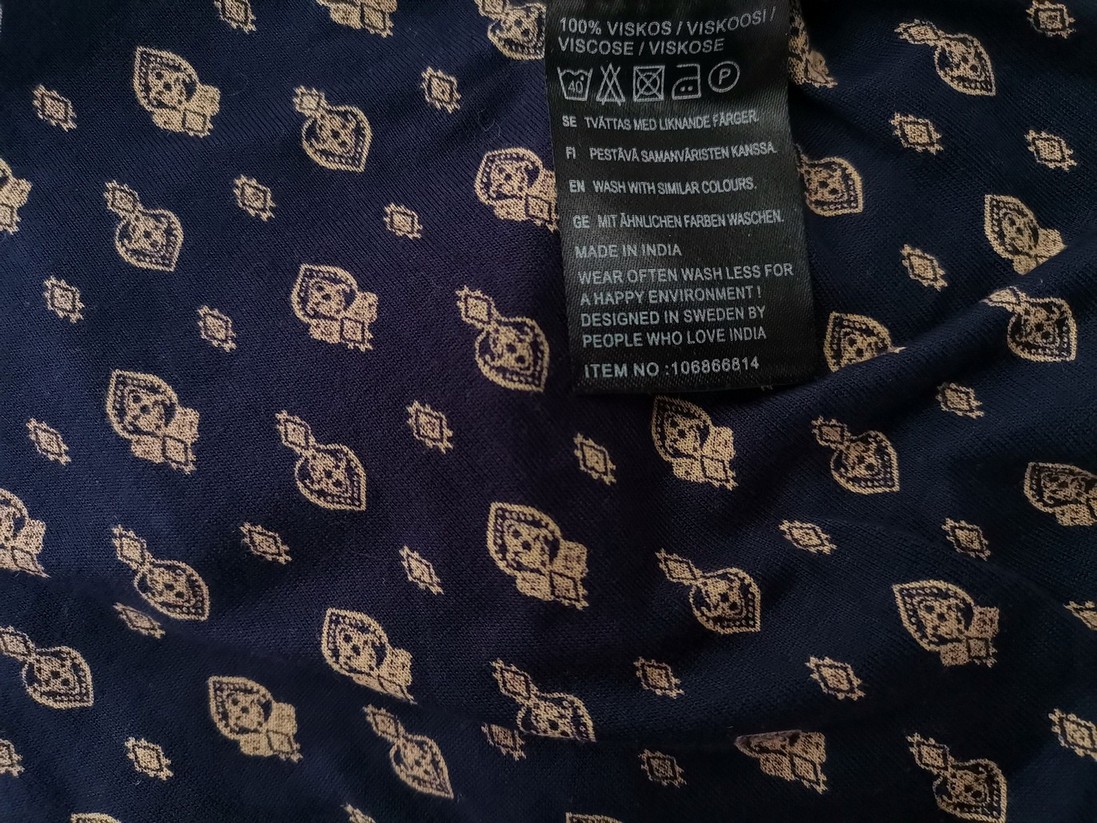 100% VISKOS / VISKOOSI /
VISCOSE / VISKOSE
40 P
SE TVÄTTAS MED LIKNANDE FÄRGER.
FI PESTÄVÄ SAMANVÄRISTEN KANSSA.
EN WASH WITH SIMILAR COLOURS.
GE MIT ÄHNLICHEN FARBEN WASCHEN.
MADE IN INDIA
WEAR OFTEN WASH LESS FOR
A HAPPY ENVIRONMENT !
DESIGNED IN SWEDEN BY
PEOPLE WHO LOVE INDIA
ITEM NO :106866814